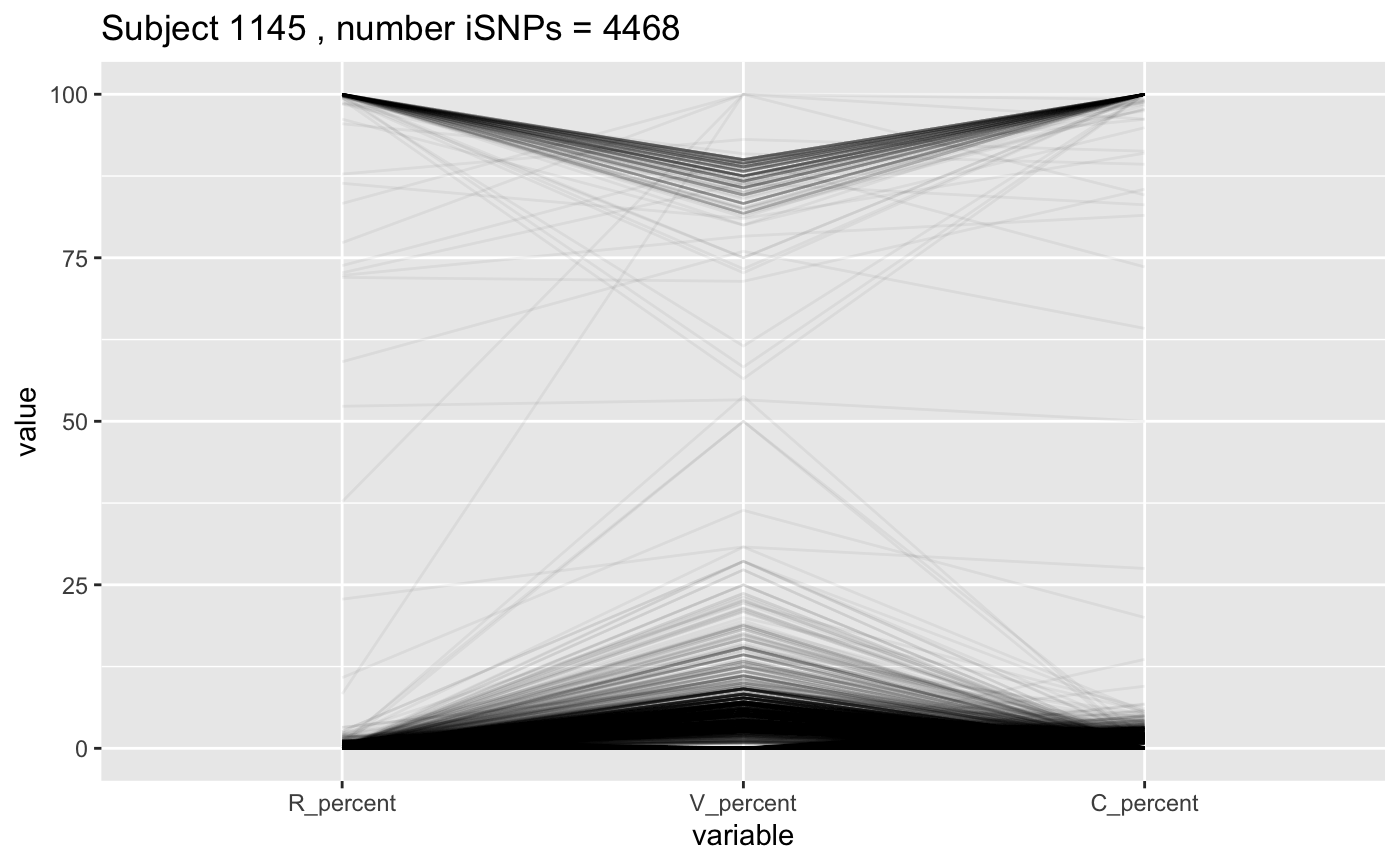 Subject 1145 , number iSNPs = 4468
100
75
50
25
0
value
R_percent V_percent C_percent
variable